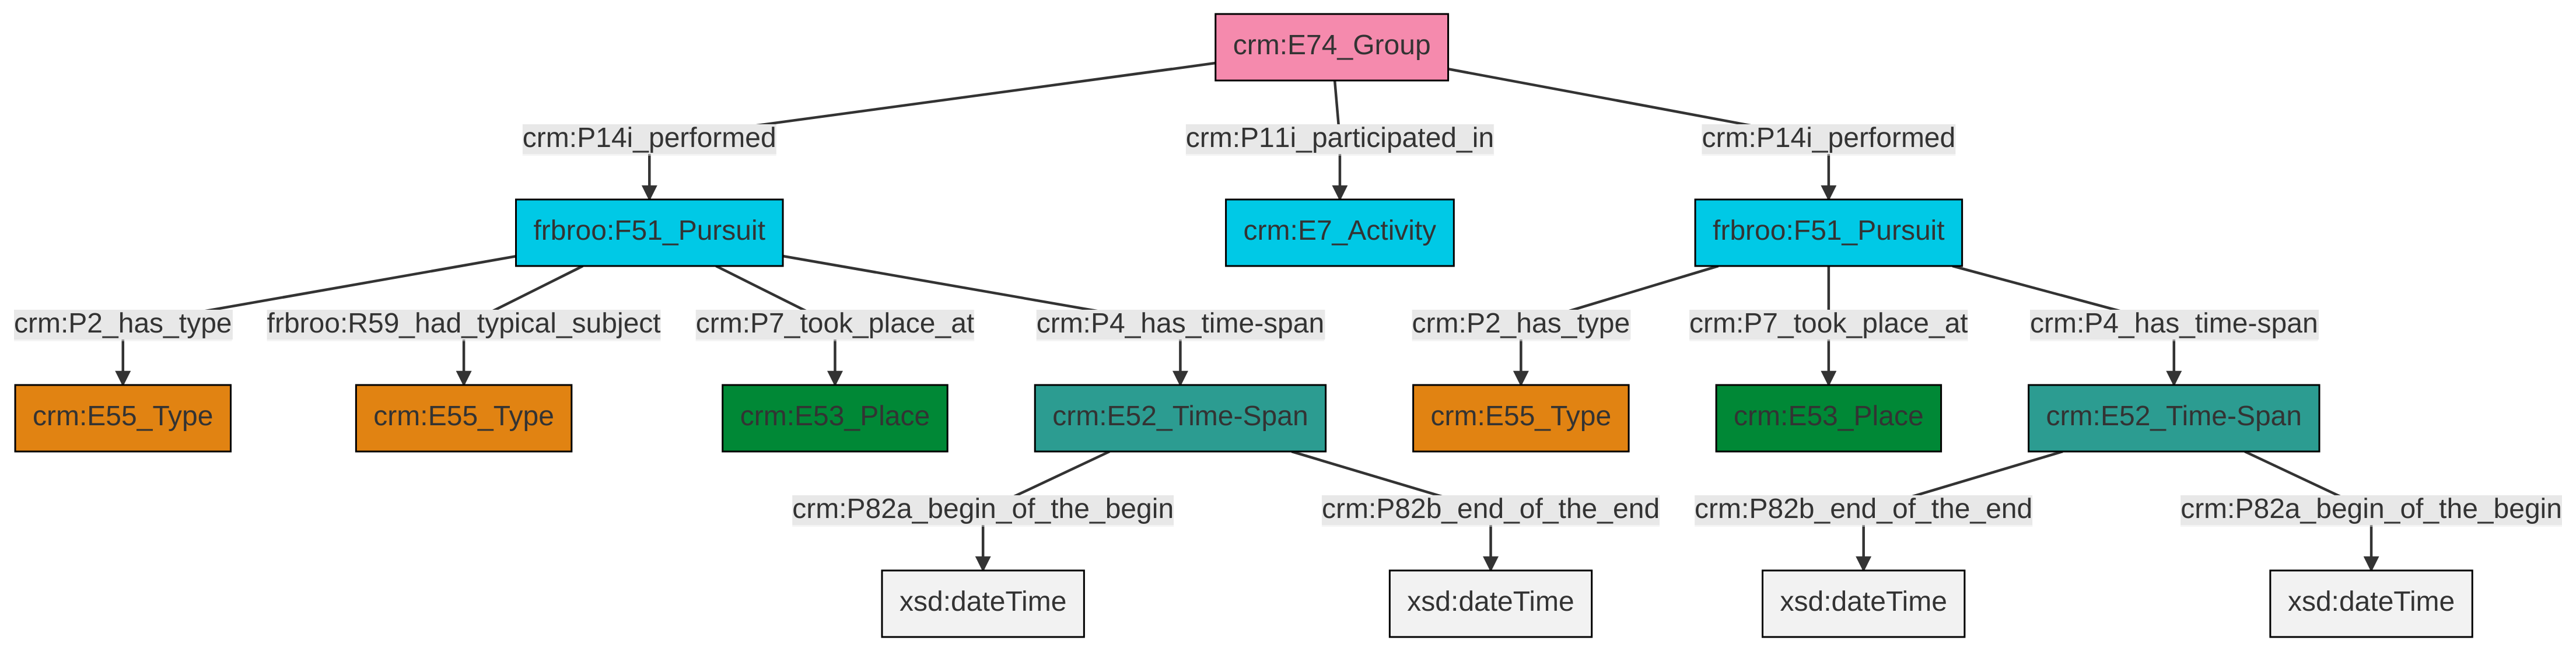 crm:E74_Group
crm:P14i_performed
crm:P11i_participated_in
crm:P14i_performed
frbroo:F51_Pursuit
crm:E7_Activity
frbroo:F51_Pursuit
crm:P2_has_type
frbroo:R59_had_typical_subject
crm:P7_took_place_at
crm:P4_has_time-span
crm:P2_has_type
crm:P7_took_place_at
crm:P4_has_time-span
crm:E55_Type
crm:E55_Type
crm:E53_Place
crm:E52_Time-Span
crm:E55_Type
crm:E53_Place
crm:E52_Time-Span
crm:P82a_begin_of_the_begin
crm:P82b_end_of_the_end
crm:P82b_end_of_the_end
crm:P82a_begin_of_the_begin
xsd:dateTime
xsd:dateTime
xsd:dateTime
xsd:dateTime